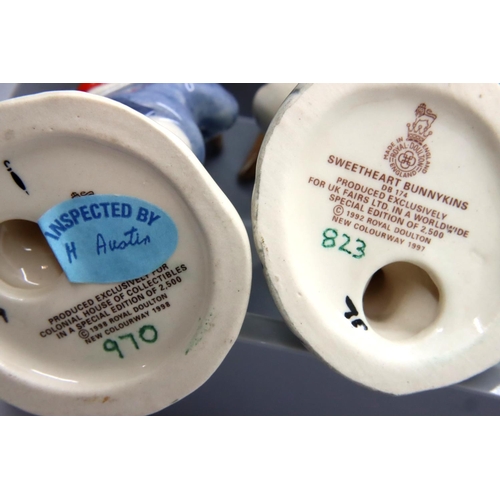 INSPECTED BY
H Austin
PRODUCED EXCLUSIVELY FOR
COLONIAL HOUSE OF COLLECTIBLES
IN A SPECIAL EDITION OF 2,500
© 1998 ROYAL DOULTON
NEW COLOURWAY 1998
970
MADE IN ENGLAND
ROYAL DOULTON
ENGLAND
SWEETHEART BUNNYKINS
DB 174
PRODUCED EXCLUSIVELY
FOR UK FAIRS LTD. IN A WORLDWIDE
SPECIAL EDITION OF 2,500
© 1992 ROYAL DOULTON
NEW COLOURWAY 1997
823